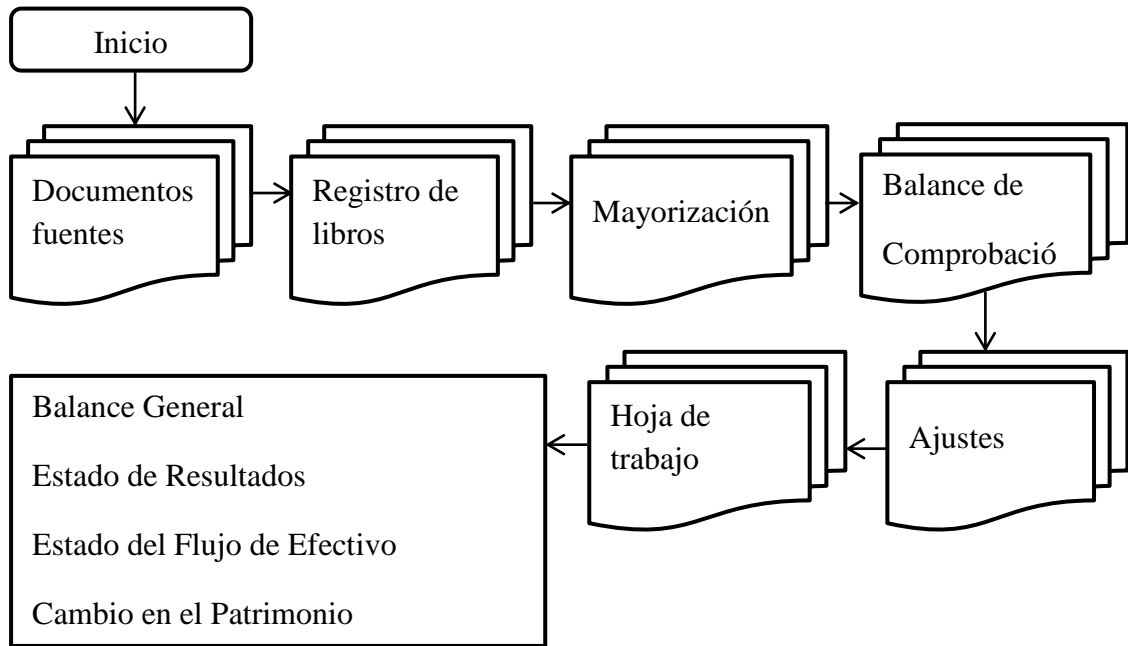 Inicio
Documentos
fuentes
Registro de
libros
Mayorización
Balance de
Comprobació
Ajustes
Hoja de
trabajo
Balance General
Estado de Resultados
Estado del Flujo de Efectivo
Cambio en el Patrimonio